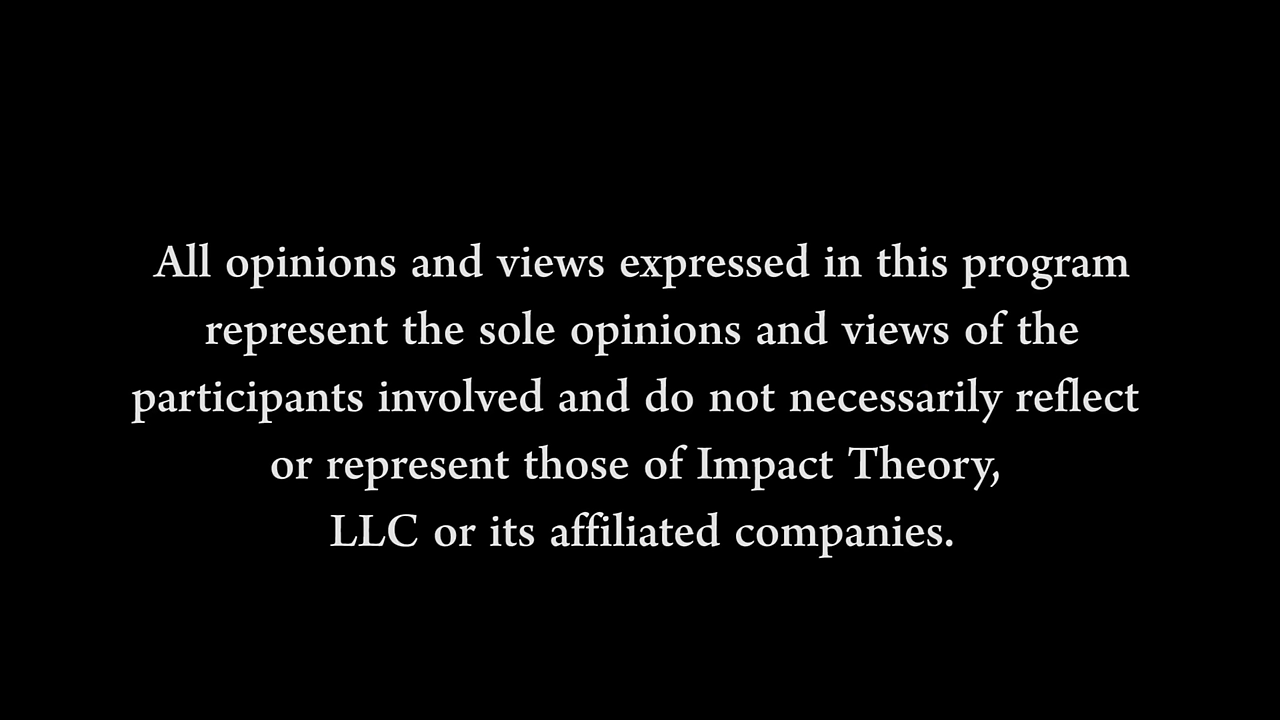 All opinions and views expressed in this program
represent the sole opinions and views of the
participants involved and do not necessarily reflect
or represent those of Impact Theory,
LLC or its affiliated companies.